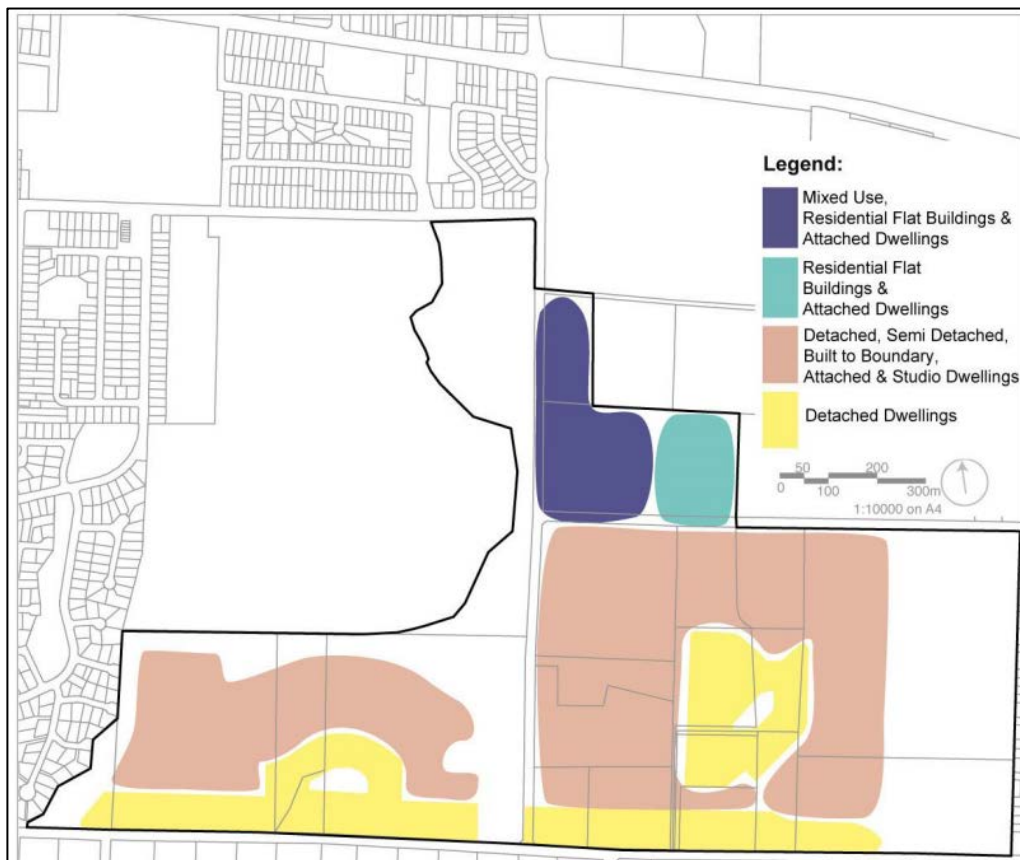 Legend:
Mixed Use,
Residential Flat Buildings &
Attached Dwellings
Residential Flat
Buildings &
Attached Dwellings
Detached, Semi Detached,
Built to Boundary,
Attached & Studio Dwellings
Detached Dwellings
50 200
0 100 300m
1:10000 on A4